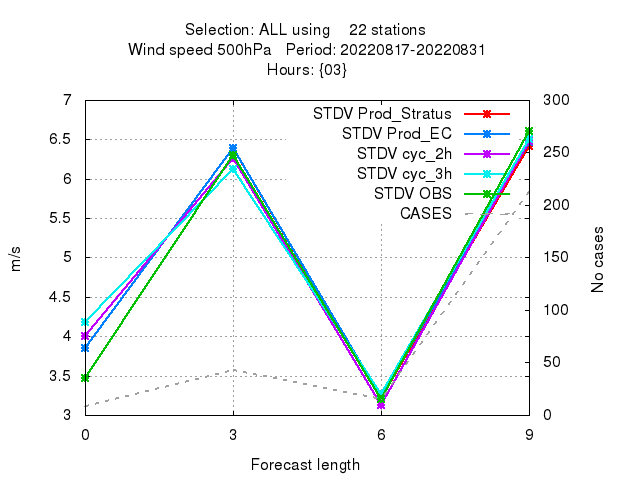 Selection: ALL using 22 stations
Wind speed 500hPa Period: 20220817-20220831
Hours: {03}
7
6.5
6
5.5
5
4.5
4
3.5
3
m/s
STDV Prod_Stratus
STDV Prod_EC
STDV cyc_2h
STDV cyc_3h
STDV OBS
CASES
300
250
200
150
100
50
0
No cases
0 3 6 9
Forecast length